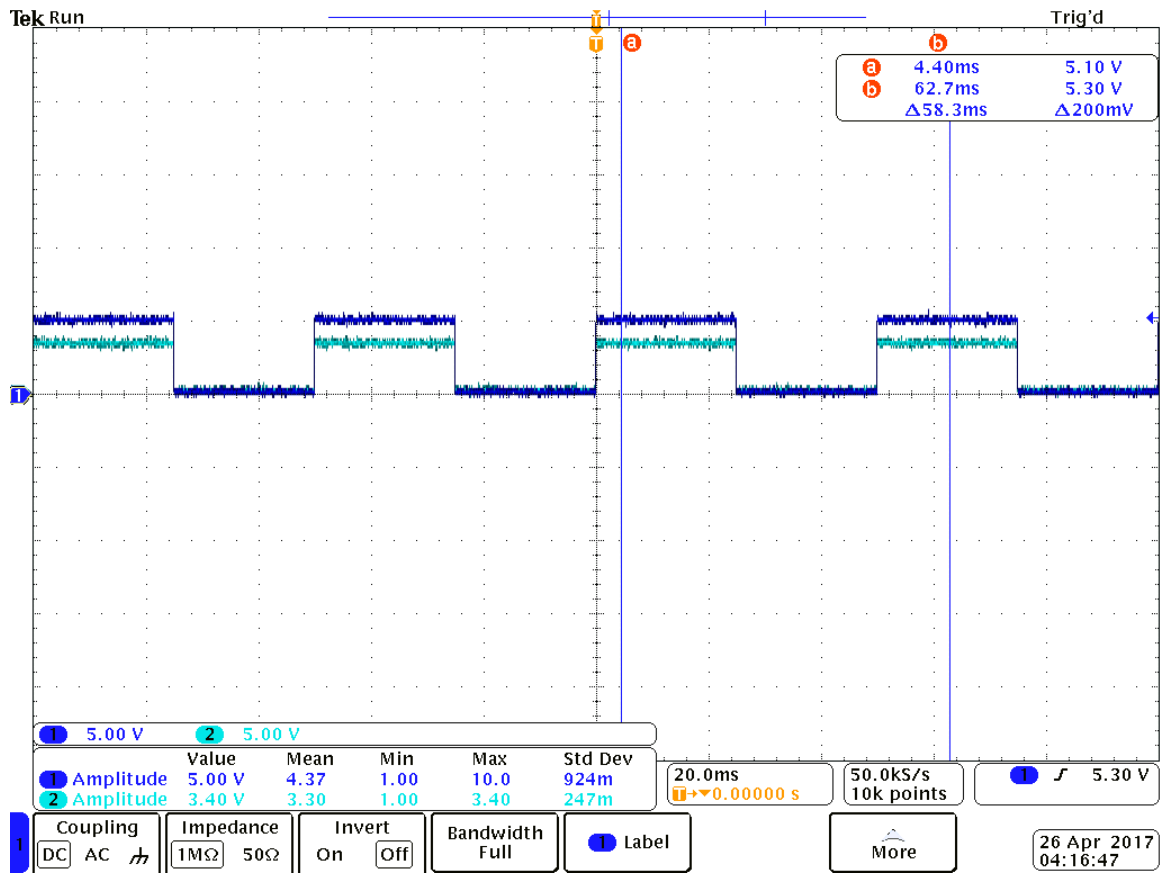 Tek Run Trig'd
T
T a b
a 4.40ms 5.10 V
b 62.7ms 5.30 V
Δ58.3ms Δ200mV
1
1 5.00 V 2 5.00 V
Value Mean Min Max Std Dev
1 Amplitude 5.00 V 4.37 1.00 10.0 924m
2 Amplitude 3.40 V 3.30 1.00 3.40 247m
20.0ms
T→▼0.00000 s
50.0kS/s
10k points
1 5.30 V
1
Coupling
DC AC
Impedance
1MΩ 50Ω
Invert
On Off
Bandwidth
Full
1 Label
More
26 Apr 2017
04:16:47